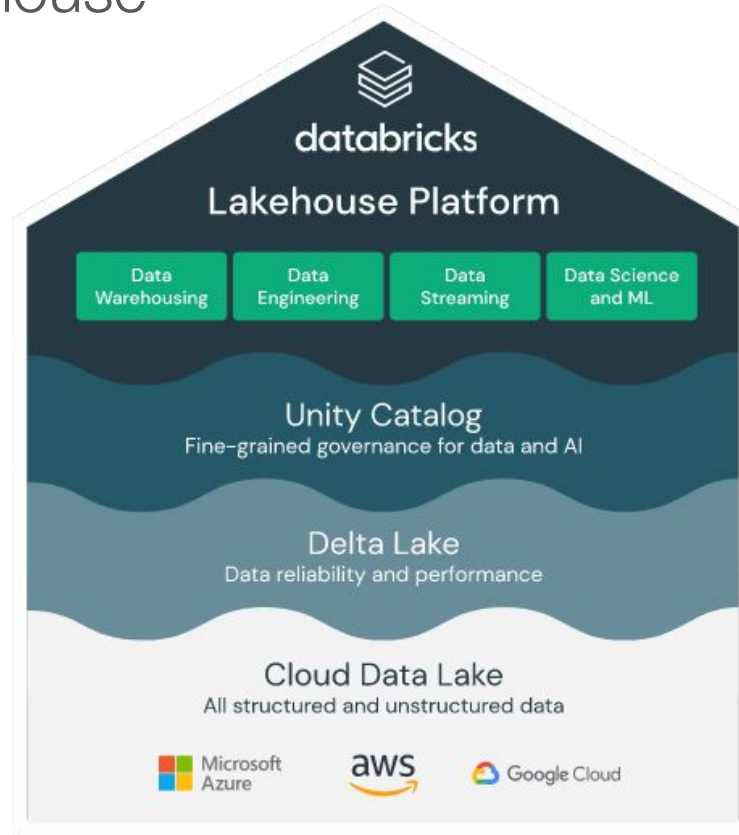 house
databricks
Lakehouse Platform
Data
Warehousing
Data
Engineering
Data
Streaming
Data Science
and ML
Unity Catalog
Fine-grained governance for data and AI
Delta Lake
Data reliability and performance
Cloud Data Lake
All structured and unstructured data
Microsoft
Azure
aws
Google Cloud